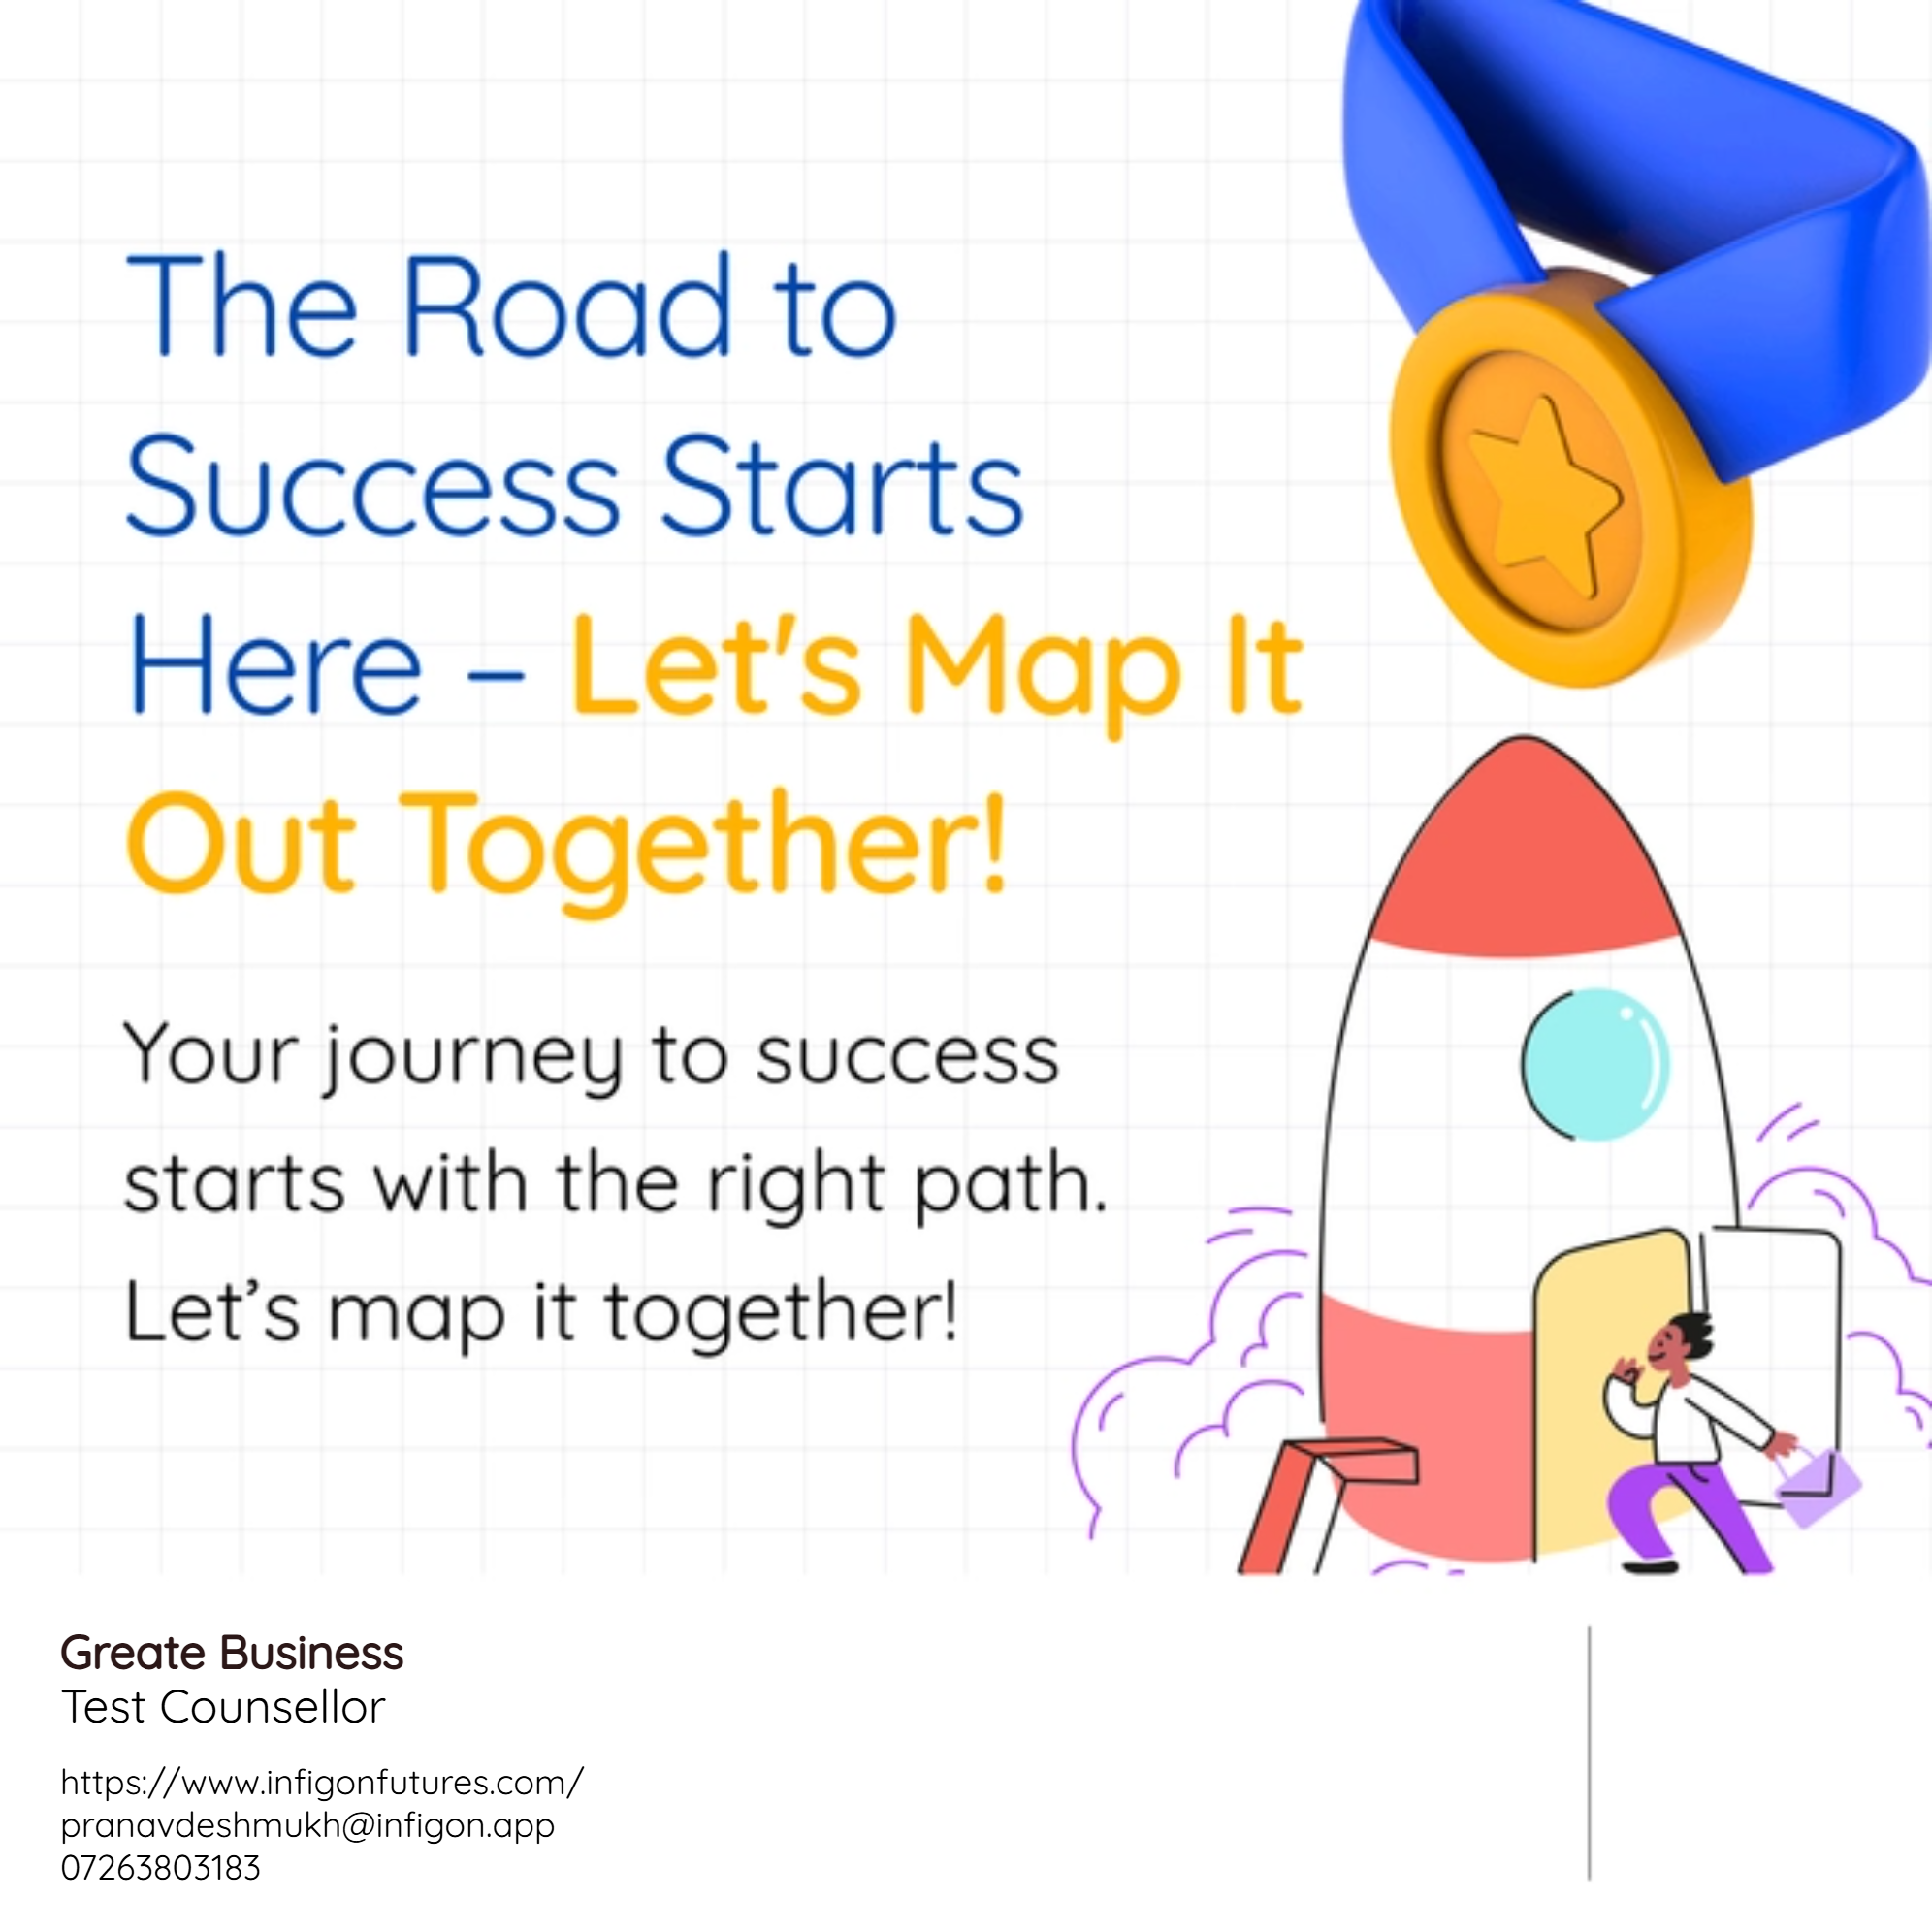 The Road to
Success Starts
Here – Let's Map It
Out Together!
Your journey to success
starts with the right path.
Let’s map it together!
Greate Business
Test Counsellor
https://www.infigonfutures.com/
pranavdeshmukh@infigon.app
07263803183